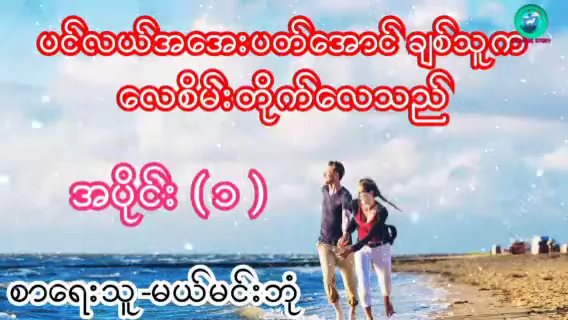 ပင်လယ်အအေးပတ်အောင် ချစ်သူက
လေစိမ်းတိုက်လေသည်
အပိုင်း (၁)
စာရေးသူ-မယ်မင်းဘုံ